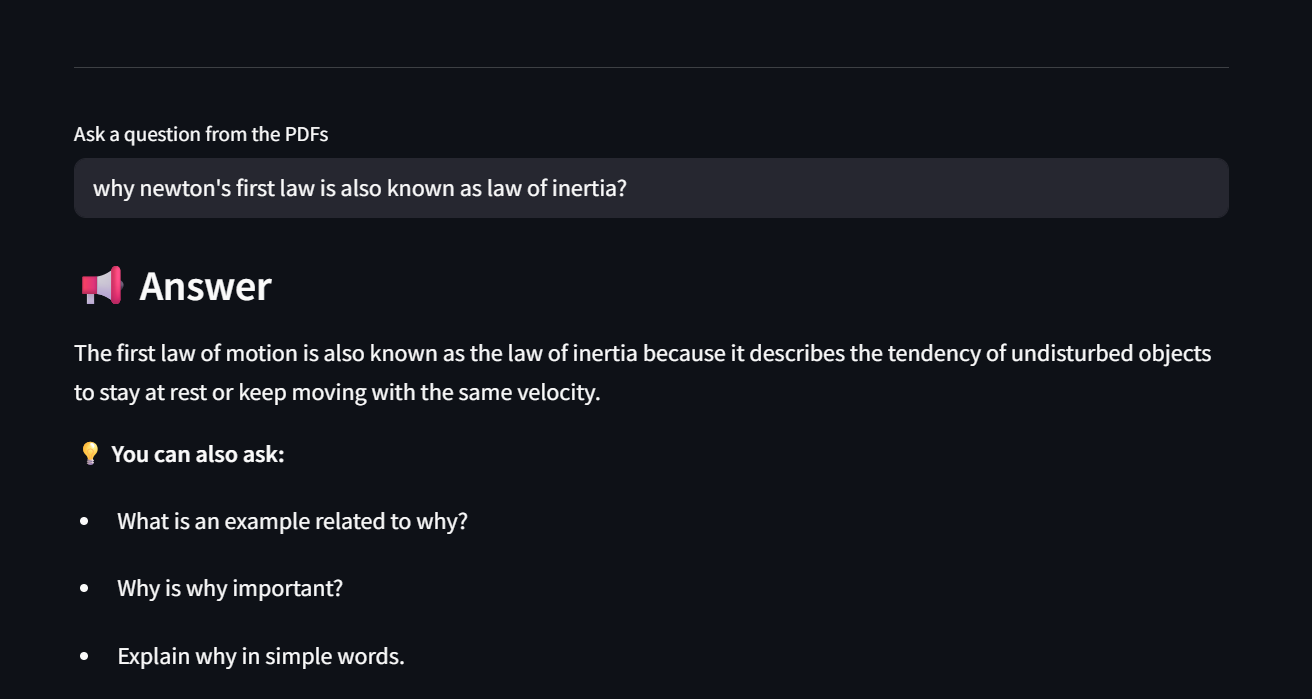 Ask a question from the PDFs
why newton's first law is also known as law of inertia?
Answer
The first law of motion is also known as the law of inertia because it describes the tendency of undisturbed objects
to stay at rest or keep moving with the same velocity.
You can also ask:
What is an example related to why?
Why is why important?
Explain why in simple words.